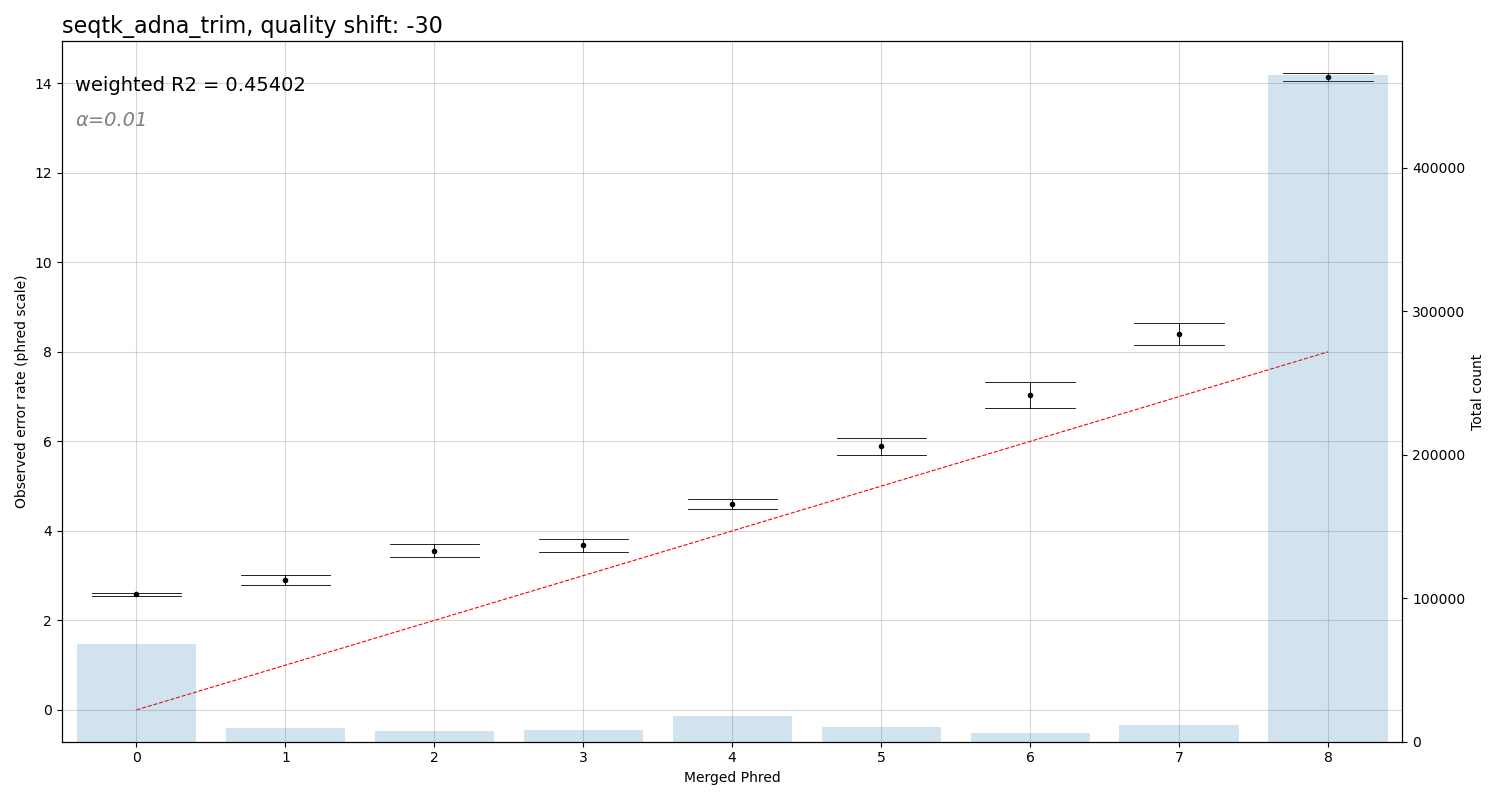 seqtk_adna_trim, quality shift: -30
weighted R2 = 0.45402
α=0.01
Observed error rate (phred scale)
14
12
10
8
6
4
2
0
400000
300000
200000
100000
0
Total count
0 1 2 3 4 5 6 7 8
Merged Phred